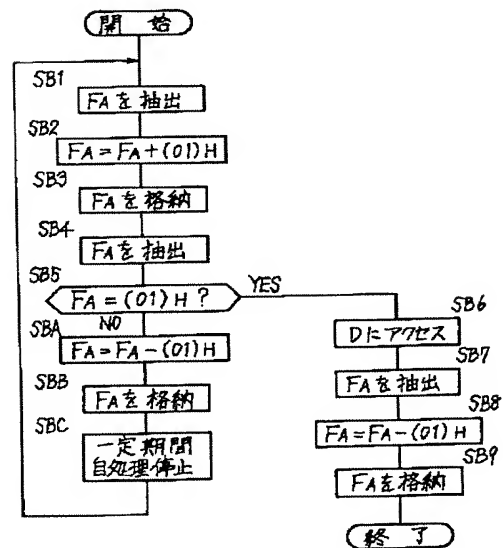 開始
SB1
FAを抽出
SB2
FA=FA+(01)H
SB3
FAを格納
SB4
FAを抽出
SB5
FA=(01)H?
YES
NO
SBA
FA=FA-(01)H
SBB
FAを格納
SBC
一定期間
自処理停止
SB6
Dにアクセス
SB7
FAを抽出
SB8
FA=FA-(01)H
SB9
FAを格納
終了